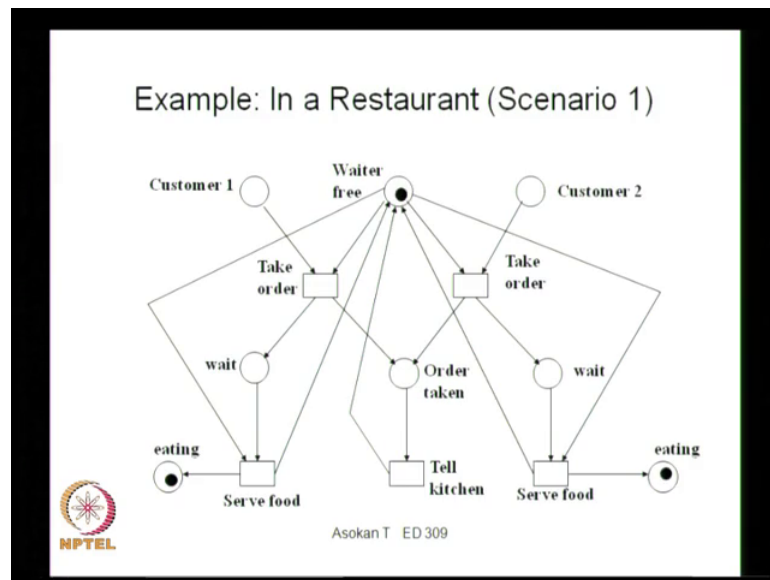 Example: In a Restaurant (Scenario 1)
Customer 1
Waiter
free
Customer 2
Take
order
Take
order
wait
Order
taken
wait
eating
eating
Tell
kitchen
Serve food
Serve food
NPTEL
Asokan T ED 309